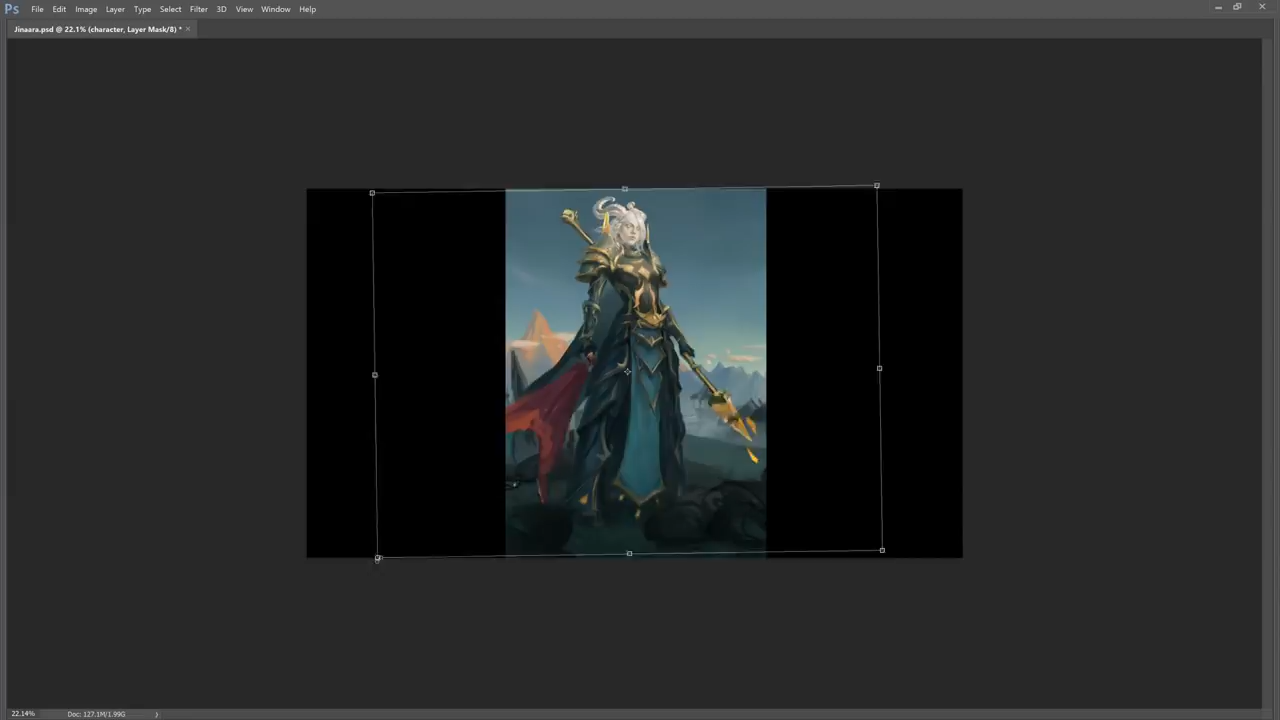 Ps File Edit Image Layer Type Select Filter 3D View Window Help
Jinaara.psd @ 22.1% (character, Layer Mask/8) * ×
22.14% Doc: 127.1M/1.99G